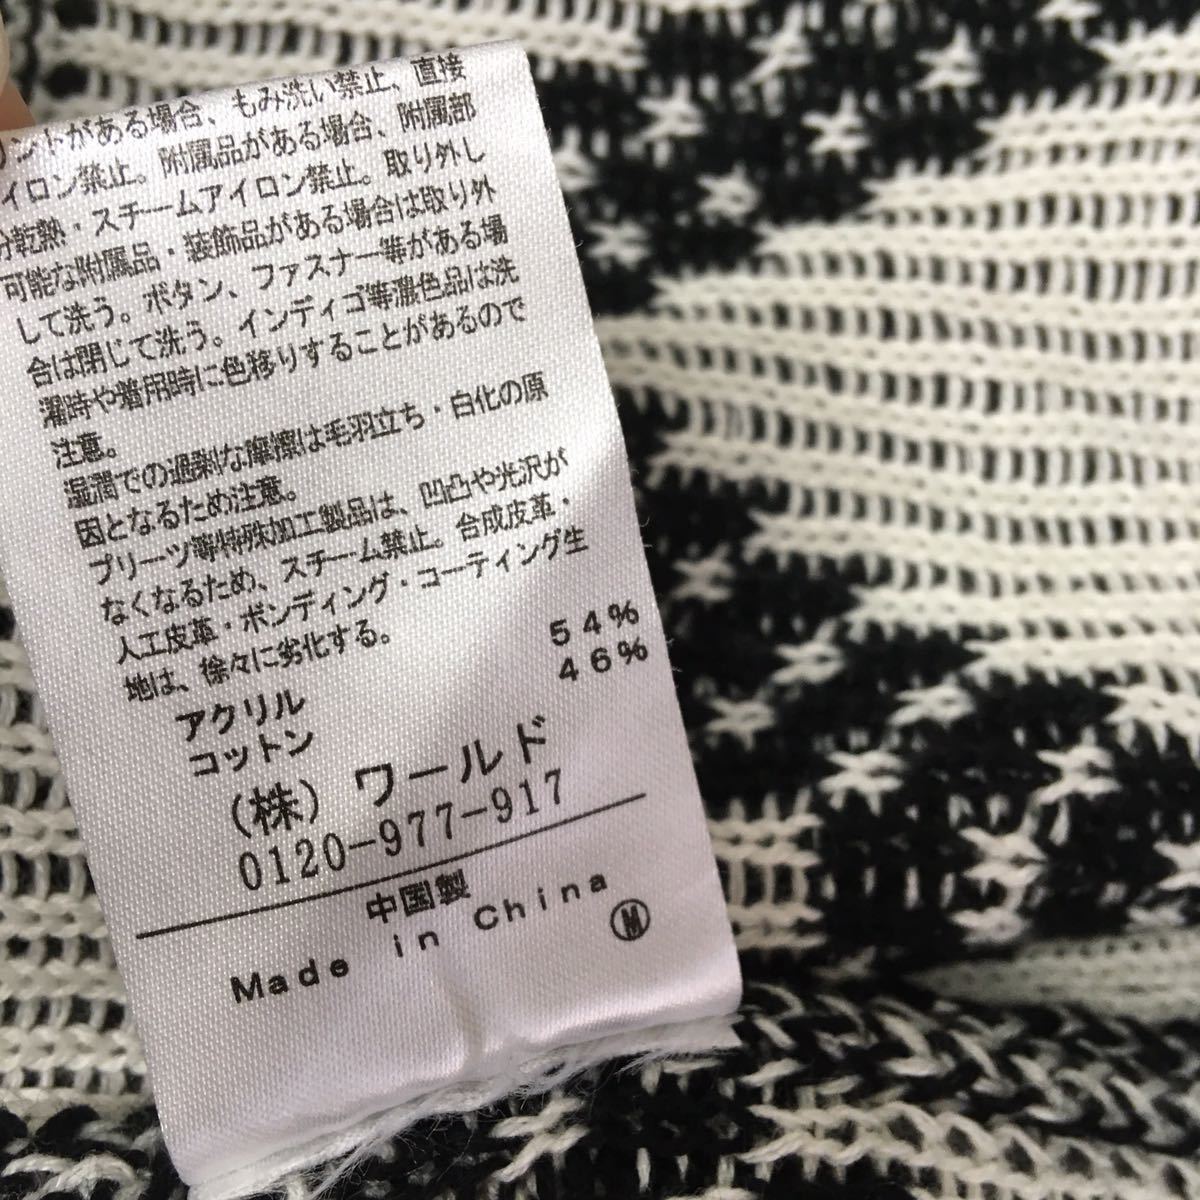 リントがある場合、もみ洗い禁止、直接
イロン禁止。附属品がある場合、附属部
分乾熱・スチームアイロン禁止。取り外し
可能な附属品・装飾品がある場合は取り外
して洗う。ボタン、ファスナー等がある場
合は閉じて洗う。インディゴ等濃色品は洗
濯時や着用時に色移りすることがあるので
注意。
湿潤での過剰な摩擦は毛羽立ち・白化の原
因となるため注意。
プリーツ等特殊加工製品は、凹凸や光沢が
なくなるため、スチーム禁止。合成皮革・
人工皮革・ボンディング・コーティング生
地は、徐々に劣化する。
アクリル 54%
コットン 46%
(株) ワールド
0120-977-917
中国製
Made in China
M